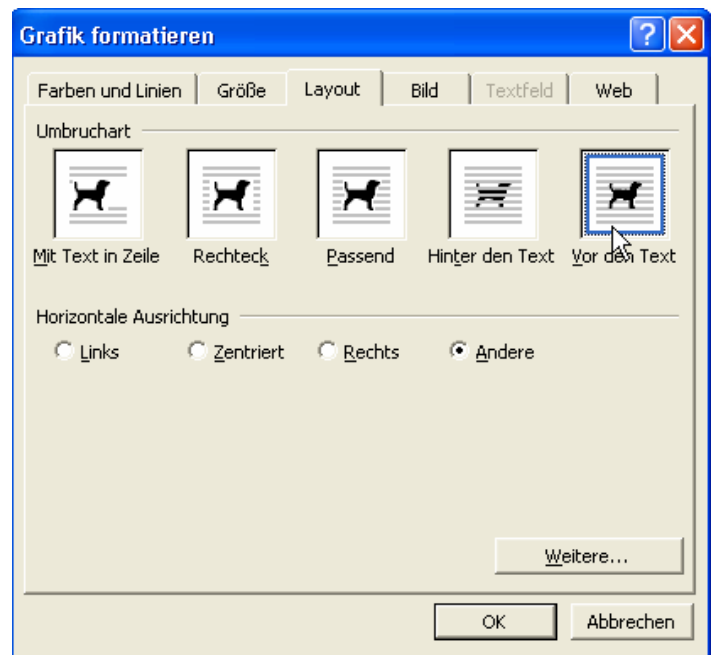 Grafik formatieren
Farben und Linien Größe Layout Bild Textfeld Web
Umbruchart
Mit Text in Zeile Rechteck Passend Hinter den Text Vor den Text
Horizontale Ausrichtung
Links Zentriert Rechts Andere
Weitere...
OK Abbrechen